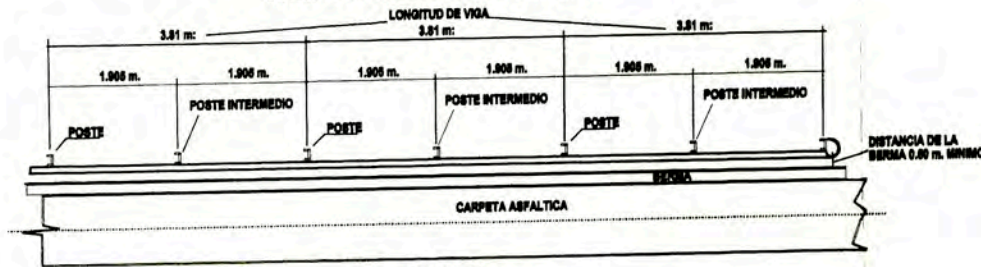 LONGITUD DE VIGA
3.81 m:
3.81 m:
3.81 m:
1.905 m.
1.905 m.
1.905 m.
1.905 m.
1.905 m.
1.905 m.
POSTE INTERMEDIO
POSTE INTERMEDIO
POSTE INTERMEDIO
POSTE
POSTE
POSTE
DISTANCIA DE LA
BERMA 0.60 m. MINIMO
BERMA
CARPETA ASFALTICA